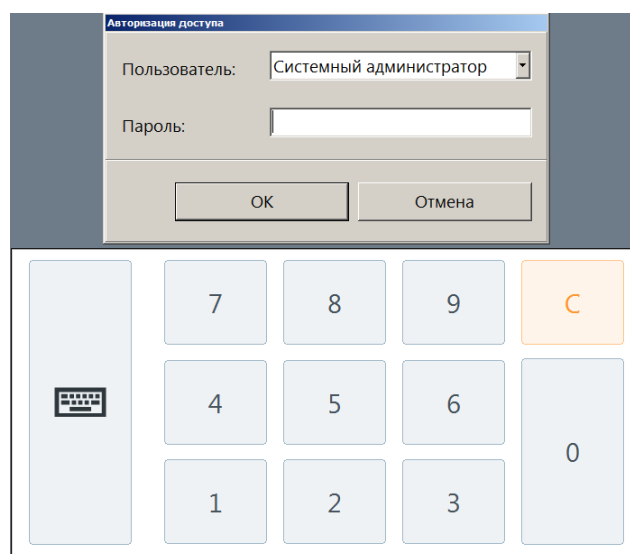 Авторизация доступа
Пользователь: Системный администратор
Пароль:
OK Отмена
7 8 9 C
4 5 6
0
1 2 3